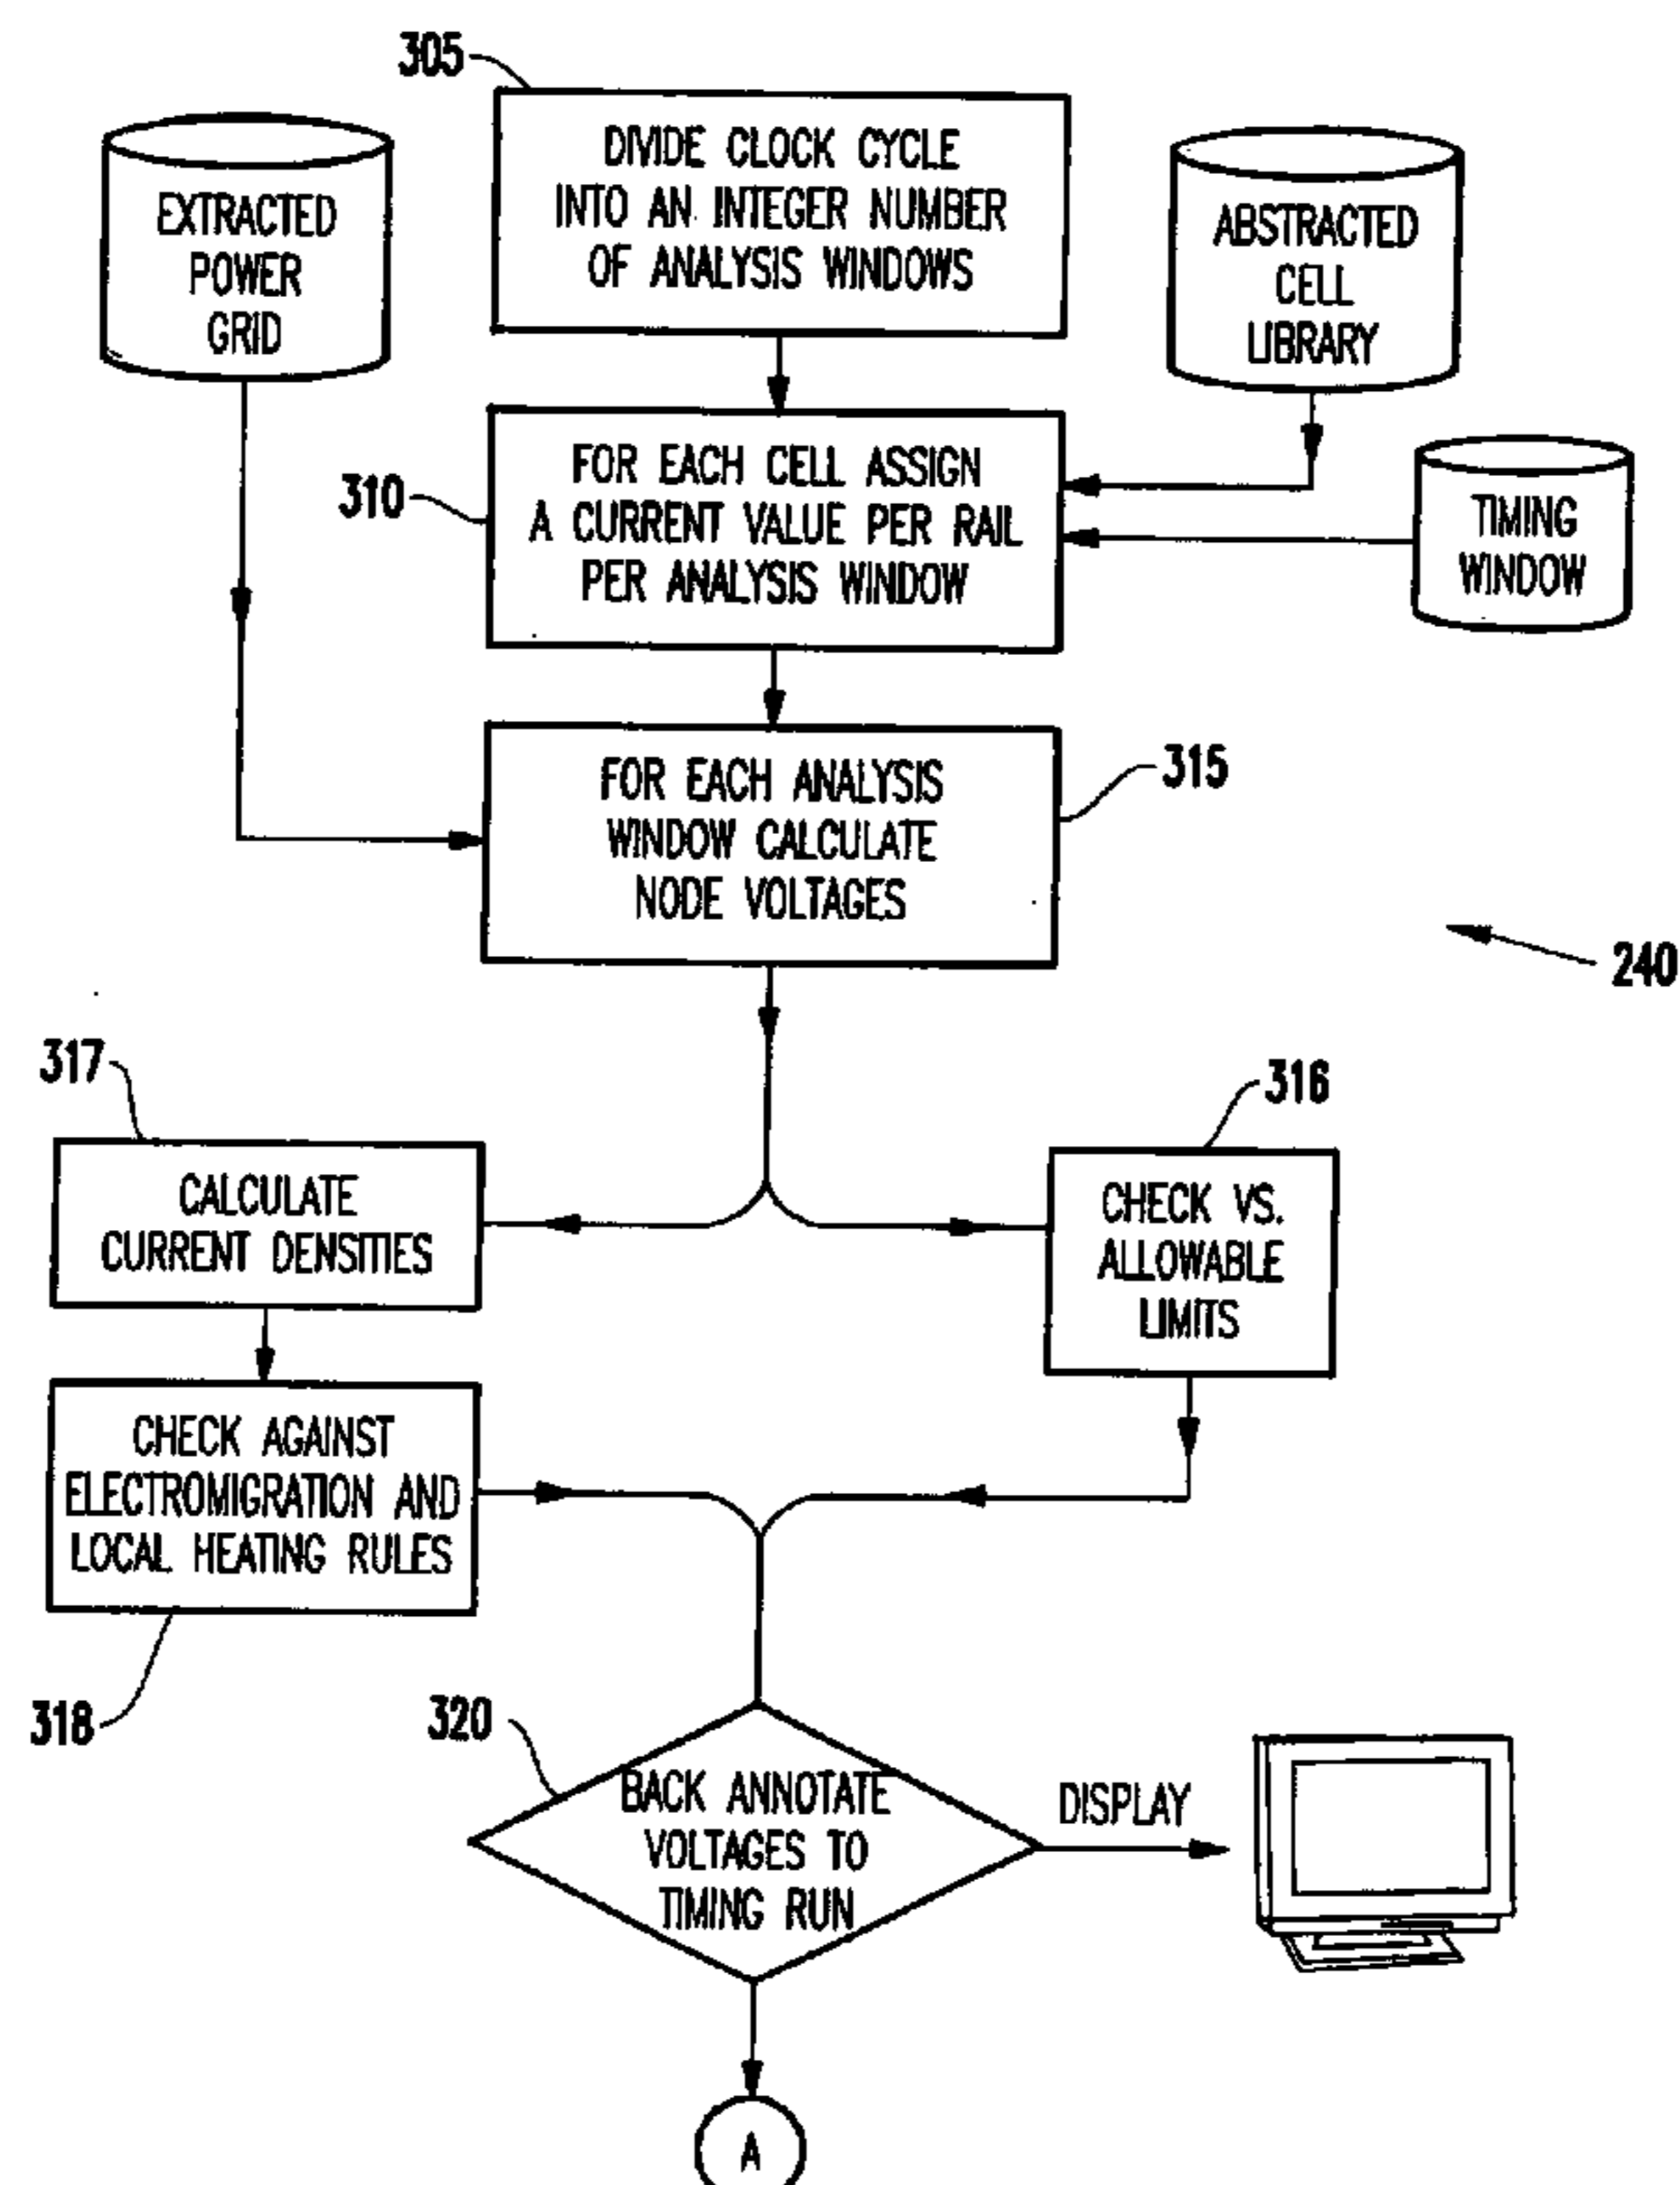 305
DIVIDE CLOCK CYCLE
INTO AN INTEGER NUMBER
OF ANALYSIS WINDOWS
EXTRACTED
POWER
GRID
ABSTRACTED
CELL
LIBRARY
310
FOR EACH CELL ASSIGN
A CURRENT VALUE PER RAIL
PER ANALYSIS WINDOW
TIMING
WINDOW
315
FOR EACH ANALYSIS
WINDOW CALCULATE
NODE VOLTAGES
240
317
CALCULATE
CURRENT DENSITIES
316
CHECK VS.
ALLOWABLE
LIMITS
CHECK AGAINST
ELECTROMIGRATION AND
LOCAL HEATING RULES
318
320
BACK ANNOTATE
VOLTAGES TO
TIMING RUN
DISPLAY
A